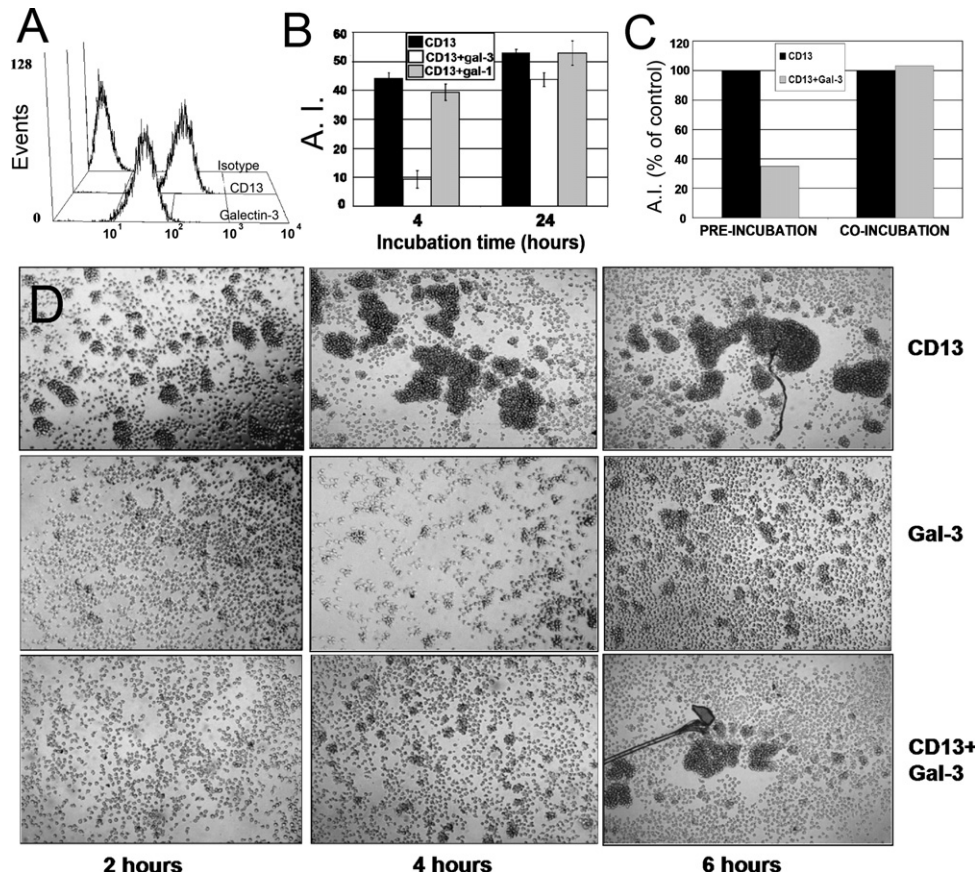 A
128
Events
0
Isotype
CD13
Galectin-3
10^1
10^2
10^3
10^4
B
A. I.
60
50
40
30
20
10
00
CD13
CD13+gal-3
CD13+gal-1
4
24
Incubation time (hours)
C
A.I. (% of control)
120
100
80
60
40
20
0
CD13
CD13+Gal-3
PRE-INCUBATION
CO-INCUBATION
D
CD13
Gal-3
CD13+
Gal-3
2 hours
4 hours
6 hours